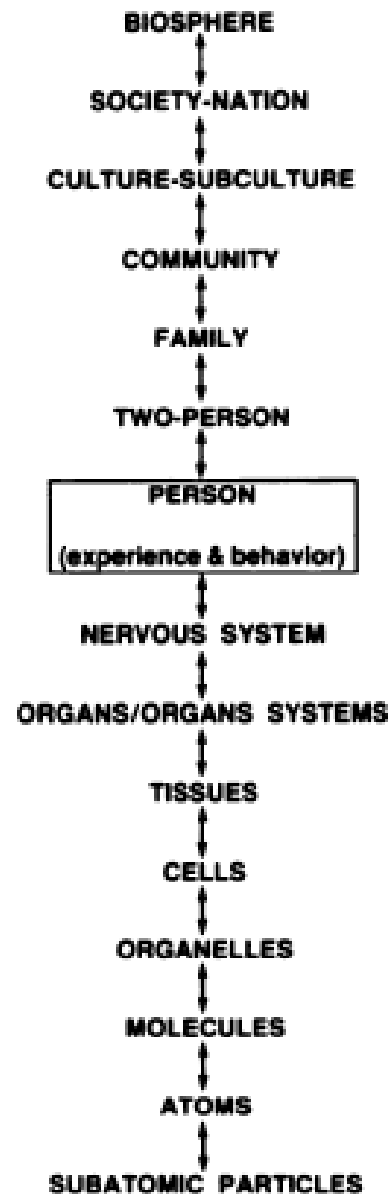 BIOSPHERE
SOCIETY-NATION
CULTURE-SUBCULTURE
COMMUNITY
FAMILY
TWO-PERSON
PERSON
(experience & behavior)
NERVOUS SYSTEM
ORGANS/ORGANS SYSTEMS
TISSUES
CELLS
ORGANELLES
MOLECULES
ATOMS
SUBATOMIC PARTICLES